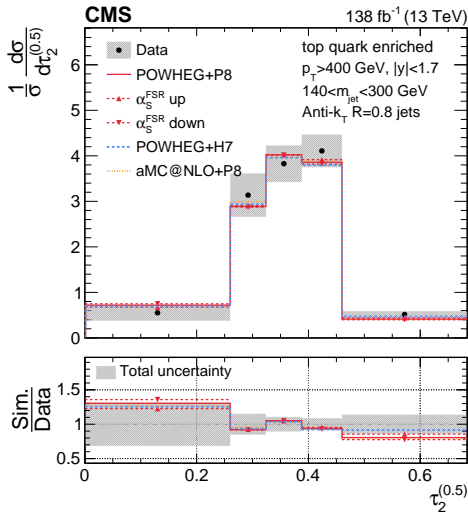 CMS 138 fb⁻¹ (13 TeV)
1/σ dσ/dτ₂^(0.5)
Data
POWHEG+P8
α_S^FSR up
α_S^FSR down
POWHEG+H7
aMC@NLO+P8
top quark enriched
p_T>400 GeV, |y|<1.7
140<m_jet<300 GeV
Anti-k_T R=0.8 jets
6
5
4
3
2
1
0
Total uncertainty
Sim./Data
1.5
1
0.5
0 0.2 0.4 0.6
τ₂^(0.5)